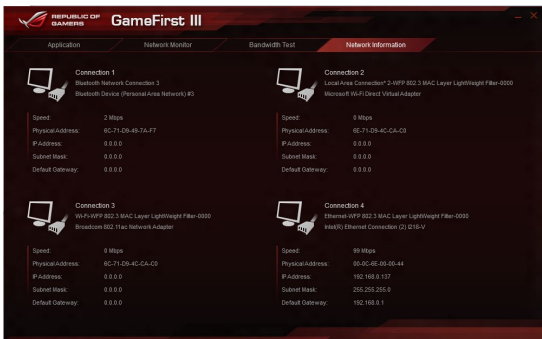 REPUBLIC OF
GAMERS
GameFirst III
Application
Network Monitor
Bandwidth Test
Network Information
Connection 1
Bluetooth Network Connection 3
Bluetooth Device (Personal Area Network) #3
Speed: 2 Mbps
Physical Address: 6C-71-D9-49-7A-F7
IP Address: 0.0.0.0
Subnet Mask: 0.0.0.0
Default Gateway: 0.0.0.0
Connection 2
Local Area Connection* 2-WFP 802.3 MAC Layer LightWeight Filter-0000
Microsoft Wi-Fi Direct Virtual Adapter
Speed: 0 Mbps
Physical Address: 6E-71-D9-4C-CA-C0
IP Address: 0.0.0.0
Subnet Mask: 0.0.0.0
Default Gateway: 0.0.0.0
Connection 3
Wi-Fi-WFP 802.3 MAC Layer LightWeight Filter-0000
Broadcom 802.11ac Network Adapter
Speed: 0 Mbps
Physical Address: 6C-71-D9-4C-CA-C0
IP Address: 0.0.0.0
Subnet Mask: 0.0.0.0
Default Gateway: 0.0.0.0
Connection 4
Ethernet-WFP 802.3 MAC Layer LightWeight Filter-0000
Intel(R) Ethernet Connection (2) I218-V
Speed: 99 Mbps
Physical Address: 00-0C-6E-00-00-44
IP Address: 192.168.0.137
Subnet Mask: 255.255.255.0
Default Gateway: 192.168.0.1